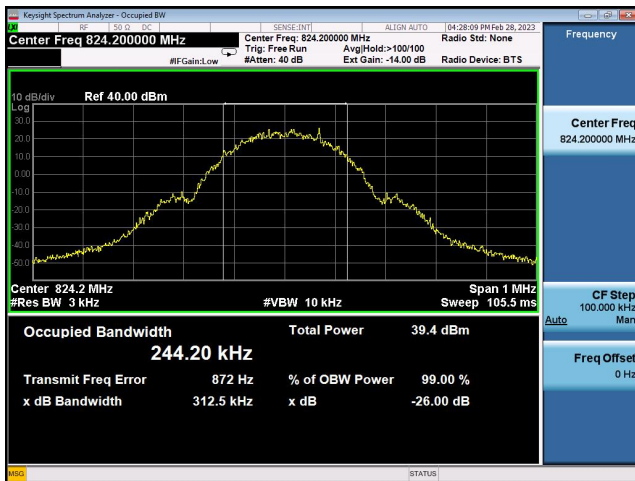 Keysight Spectrum Analyzer - Occupied BW
RF 50 Ω DC SENSE:INT ALIGN AUTO 04:28:09 PM Feb 28, 2023
Center Freq 824.200000 MHz Center Freq: 824.200000 MHz Radio Std: None
Trig: Free Run Avg|Hold:>100/100
#IFGain:Low #Atten: 40 dB Ext Gain: -14.00 dB Radio Device: BTS
10 dB/div Ref 40.00 dBm
Log
30.0
20.0
10.0
0.00
-10.0
-20.0
-30.0
-40.0
-50.0
Center 824.2 MHz Span 1 MHz
#Res BW 3 kHz #VBW 10 kHz Sweep 105.5 ms
Occupied Bandwidth Total Power 39.4 dBm
244.20 kHz
Transmit Freq Error 872 Hz % of OBW Power 99.00 %
x dB Bandwidth 312.5 kHz x dB -26.00 dB
Frequency
Center Freq
824.200000 MHz
CF Step
100.000 kHz
Auto Man
Freq Offset
0 Hz
MSG STATUS